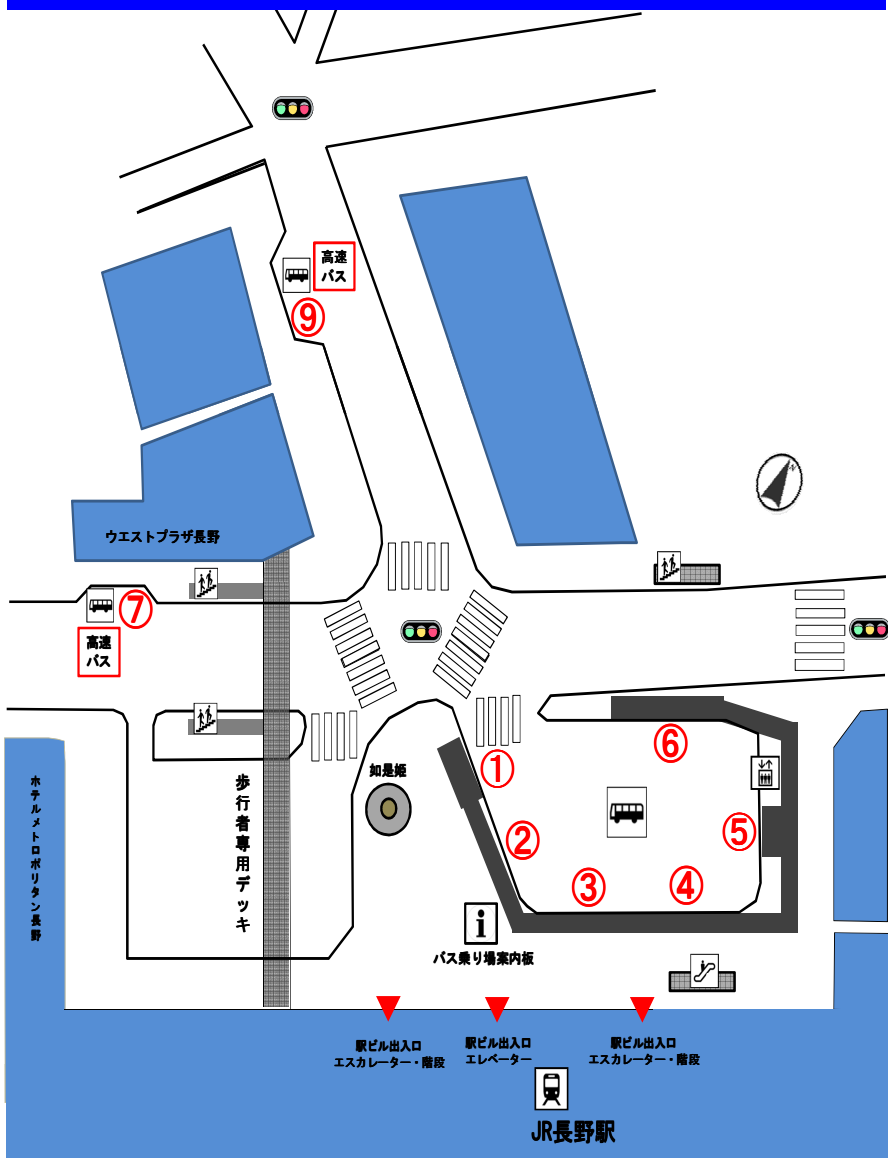 高速
バス
⑨
ウエストプラザ長野
N
⑦
高速
バス
⑥
①
如是姫
②
⑤
③
④
ホテルメトロポリタン長野
歩行者専用デッキ
i
バス乗り場案内板
駅ビル出入口
エスカレーター・階段
駅ビル出入口
エレベーター
駅ビル出入口
エスカレーター・階段
JR長野駅